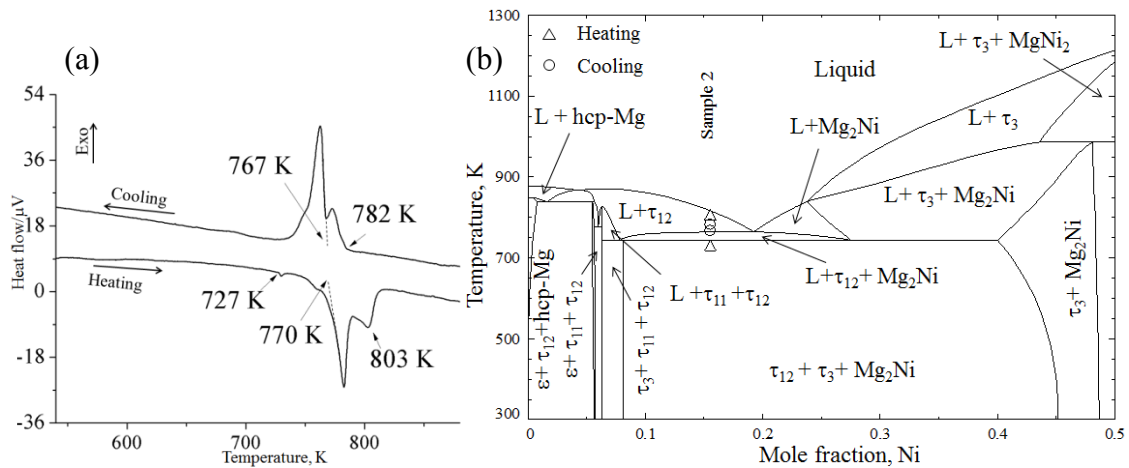 (a)
54
36
18
0
-18
-36
Heat flow/µV
Exo
Cooling
Heating
767 K
782 K
727 K
770 K
803 K
600
700
800
Temperature, K
(b)
1300
1100
900
700
500
300
Temperature, K
Heating
Cooling
Sample 2
Liquid
L+ τ₃+ MgNi₂
L + hcp-Mg
L+Mg₂Ni
L+ τ₃
L+τ₁₂
L+ τ₃ + Mg₂Ni
L+τ₁₂+ Mg₂Ni
L + τ₁₁ + τ₁₂
ε+ τ₁₂+hcp-Mg
ε+ τ₁₁+ τ₁₂
τ₃+ τ₁₁ + τ₁₂
τ₁₂ + τ₃+ Mg₂Ni
τ₃+ Mg₂Ni
0
0.1
0.2
0.3
0.4
0.5
Mole fraction, Ni